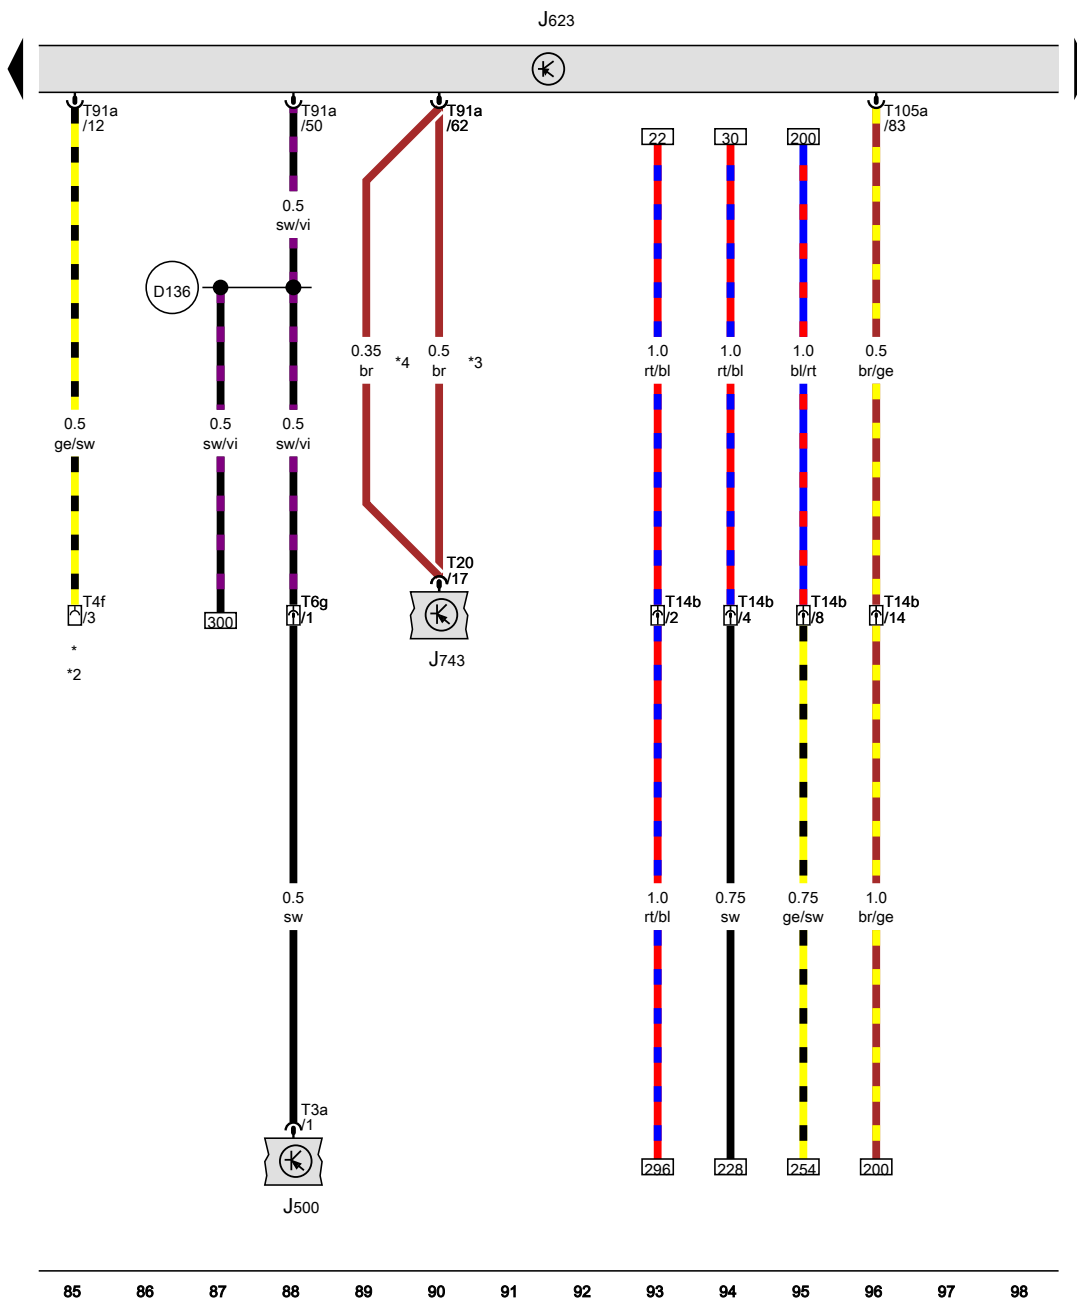 J623
T91a
/12
T91a
/50
T91a
/62
T105a
/83
22
30
200
0.5
sw/vi
D136
0.35
br
*4
0.5
br
*3
1.0
rt/bl
1.0
rt/bl
1.0
bl/rt
0.5
br/ge
0.5
ge/sw
0.5
sw/vi
0.5
sw/vi
T20
/17
T4f
/3
300
T6g
/1
T14b
/2
T14b
/4
T14b
/8
T14b
/14
*
*2
J743
0.5
sw
1.0
rt/bl
0.75
sw
0.75
ge/sw
1.0
br/ge
T3a
/1
296
228
254
200
J500
85 86 87 88 89 90 91 92 93 94 95 96 97 98